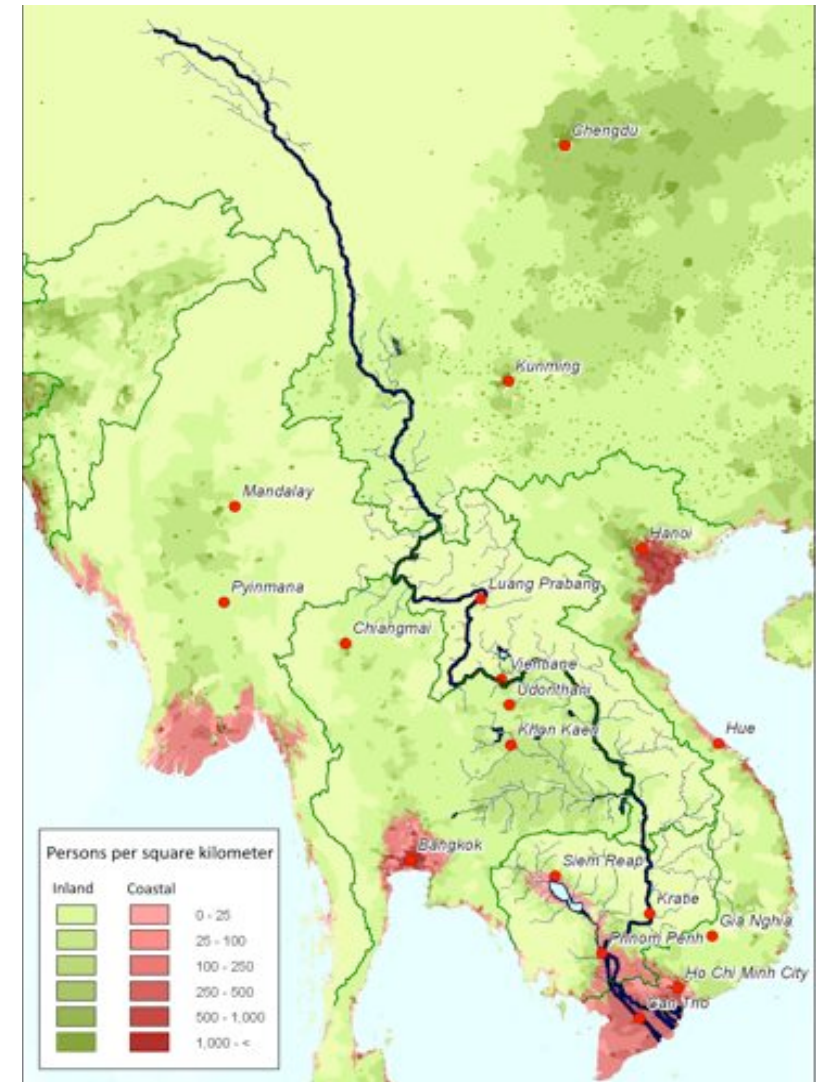 Chengdu
Kunming
Mandalay
Hanoi
Pyinmana
Luang Prabang
Chiangmai
Vientiane
Udonthani
Khan Kaen
Hue
Persons per square kilometer
Inland Coastal
0 - 25
25 - 100
100 - 250
250 - 500
500 - 1,000
1,000 - <
Bangkok
Siem Reap
Kratie
Gia Nghia
Phnom Penh
Ho Chi Minh City
Can Tho